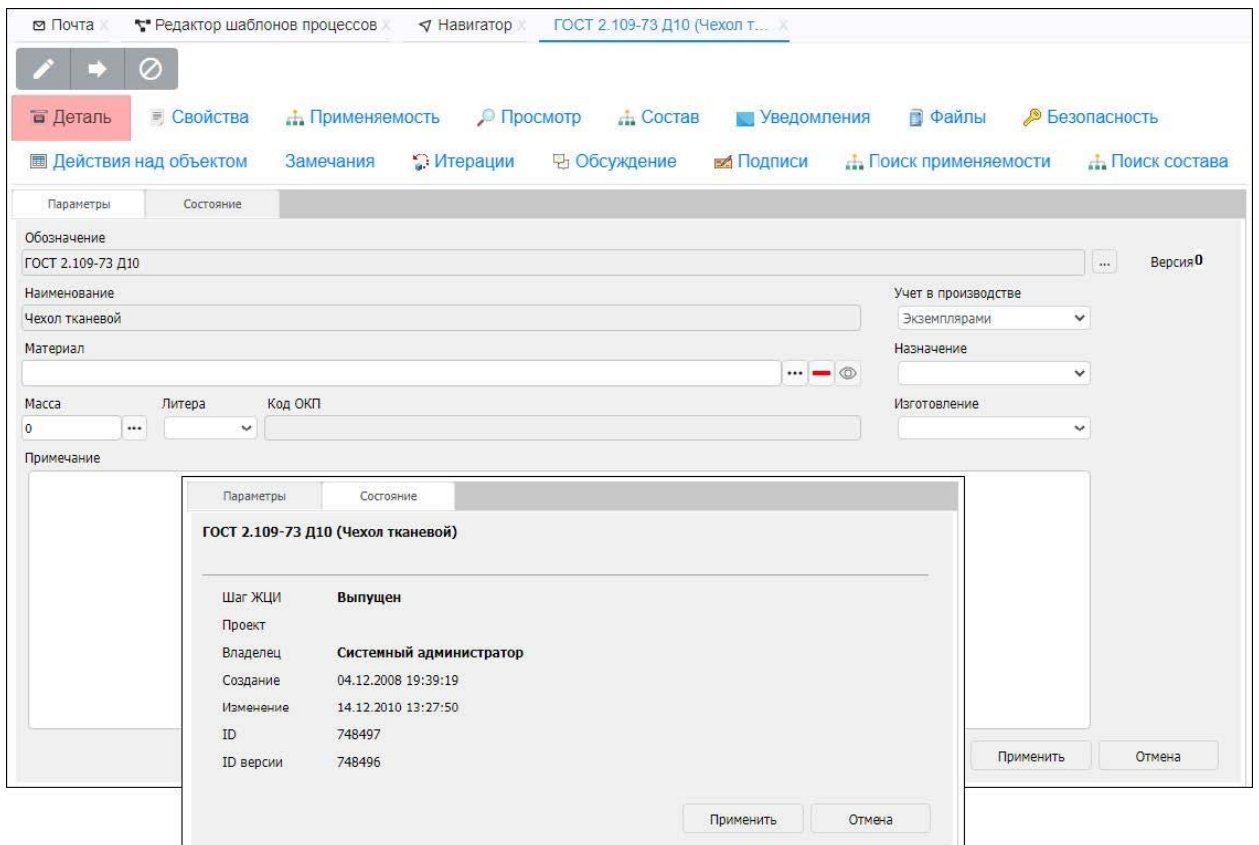 Почта X Редактор шаблонов процессов X Навигатор X ГОСТ 2.109-73 Д10 (Чехол т... X
Деталь Свойства Применяемость Просмотр Состав Уведомления Файлы Безопасность
Действия над объектом Замечания Итерации Обсуждение Подписи Поиск применяемости Поиск состава
Параметры Состояние
Обозначение
ГОСТ 2.109-73 Д10 ... Версия 0
Наименование Учет в производстве
Чехол тканевой Экземплярами
Материал Назначение
...
Масса Литера Код ОКП Изготовление
0 ...
Примечание
Параметры Состояние
ГОСТ 2.109-73 Д10 (Чехол тканевой)
Шаг ЖЦИ Выпущен
Проект
Владелец Системный администратор
Создание 04.12.2008 19:39:19
Изменение 14.12.2010 13:27:50
ID 748497
ID версии 748496
Применить Отмена
Применить Отмена